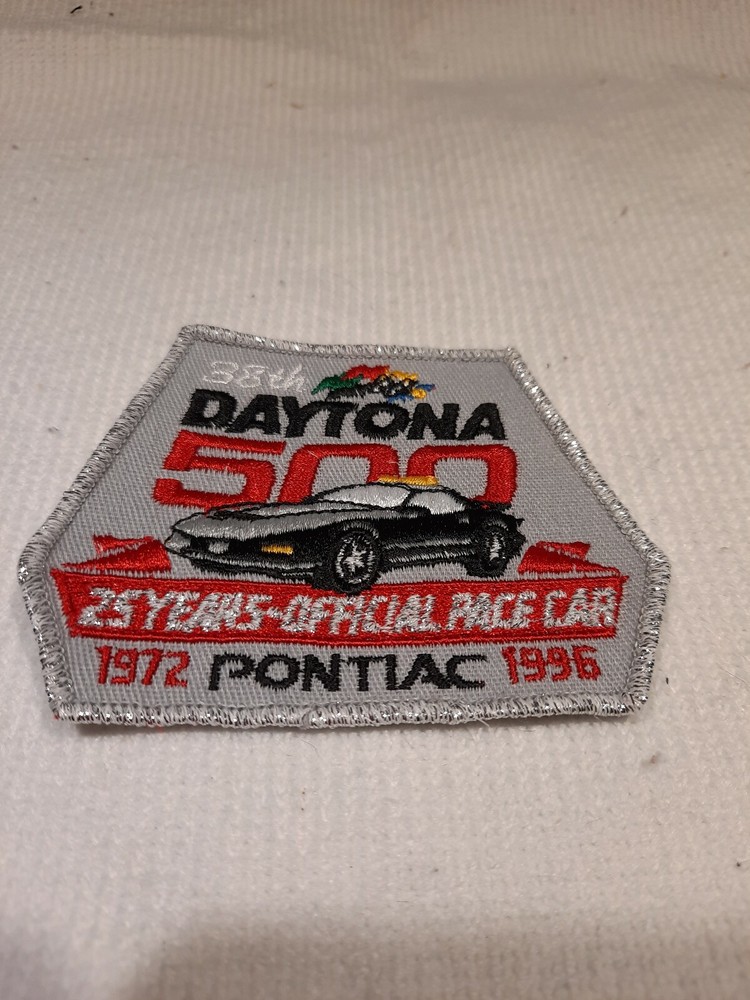 38th
DAYTONA
500
25 YEARS-OFFICIAL PACE CAR
1972 PONTIAC 1996